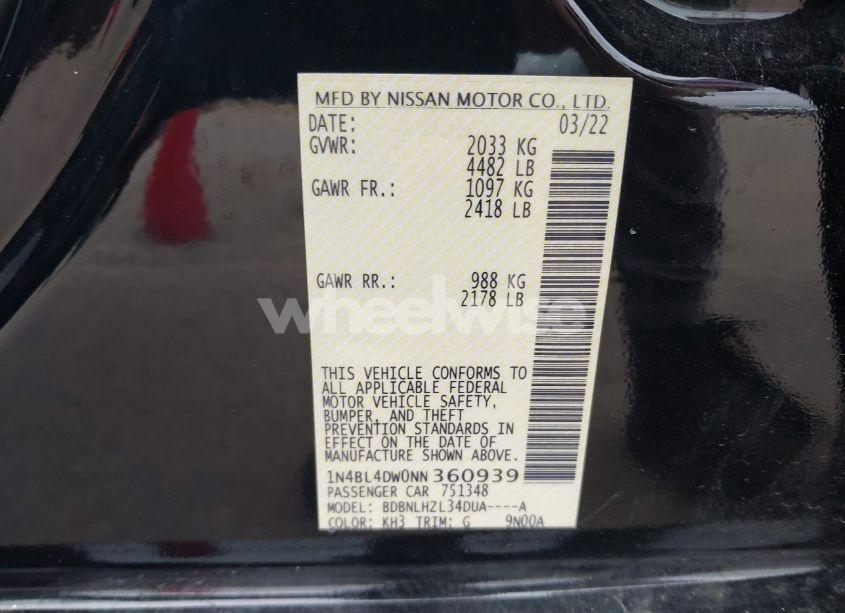 MFD BY NISSAN MOTOR CO., LTD.
DATE: 03/22
GVWR: 2033 KG
4482 LB
GAWR FR.: 1097 KG
2418 LB
GAWR RR.: 988 KG
2178 LB
wheelwise
THIS VEHICLE CONFORMS TO
ALL APPLICABLE FEDERAL
MOTOR VEHICLE SAFETY,
BUMPER, AND THEFT
PREVENTION STANDARDS IN
EFFECT ON THE DATE OF
MANUFACTURE SHOWN ABOVE.
1N4BL4DW0NN360939
PASSENGER CAR 751348
MODEL: BDBNLHZL34DUA----A
COLOR: KH3 TRIM: G 9N00A